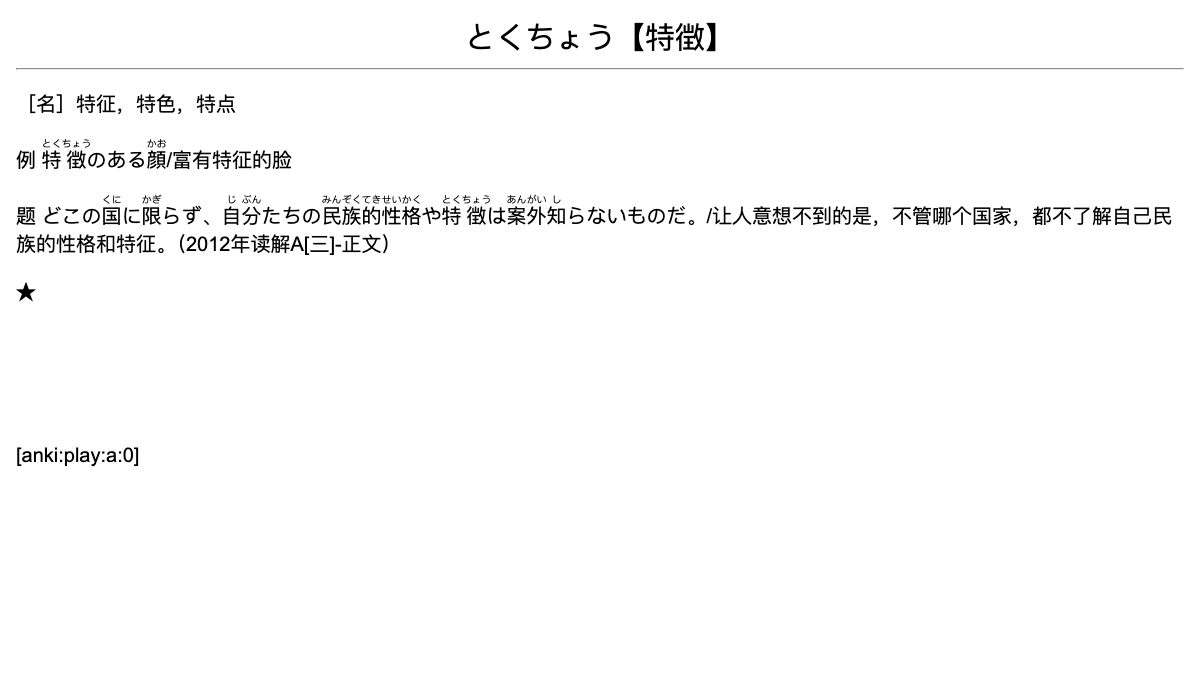 とくちょう【特徴】
［名］特征，特色，特点
とくちょう かお
例 特徴のある顔/富有特征的脸
くに かぎ じぶん みんぞくてきせいかく とくちょう あんがいし
题 どこの国に限らず、自分たちの民族的性格や特徴は案外知らないものだ。/让人意想不到的是，不管哪个国家，都不了解自己民
族的性格和特征。（2012年读解A[三]-正文）
★
[anki:play:a:0]